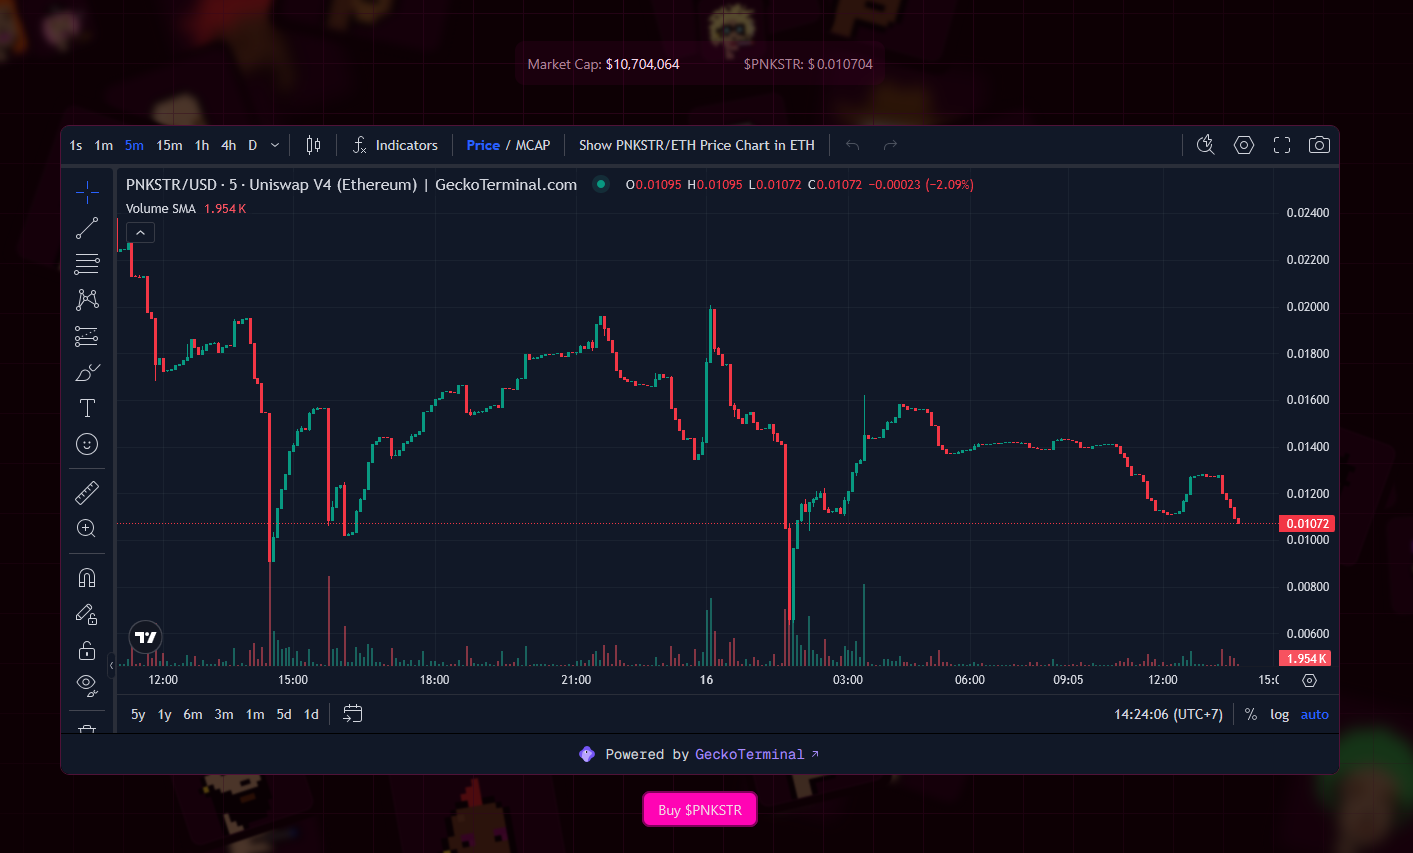 Market Cap: $10,704,064 $PNKSTR: $0.010704
1s 1m 5m 15m 1h 4h D Indicators Price / MCAP Show PNKSTR/ETH Price Chart in ETH
PNKSTR/USD · 5 · Uniswap V4 (Ethereum) | GeckoTerminal.com O0.01095 H0.01095 L0.01072 C0.01072 −0.00023 (−2.09%)
Volume SMA 1.954 K
0.02400
0.02200
0.02000
0.01800
0.01600
0.01400
0.01200
0.01072
0.01000
0.00800
0.00600
1.954 K
12:00 15:00 18:00 21:00 16 03:00 06:00 09:05 12:00 15:0
5y 1y 6m 3m 1m 5d 1d 14:24:06 (UTC+7) % log auto
Powered by GeckoTerminal
Buy $PNKSTR